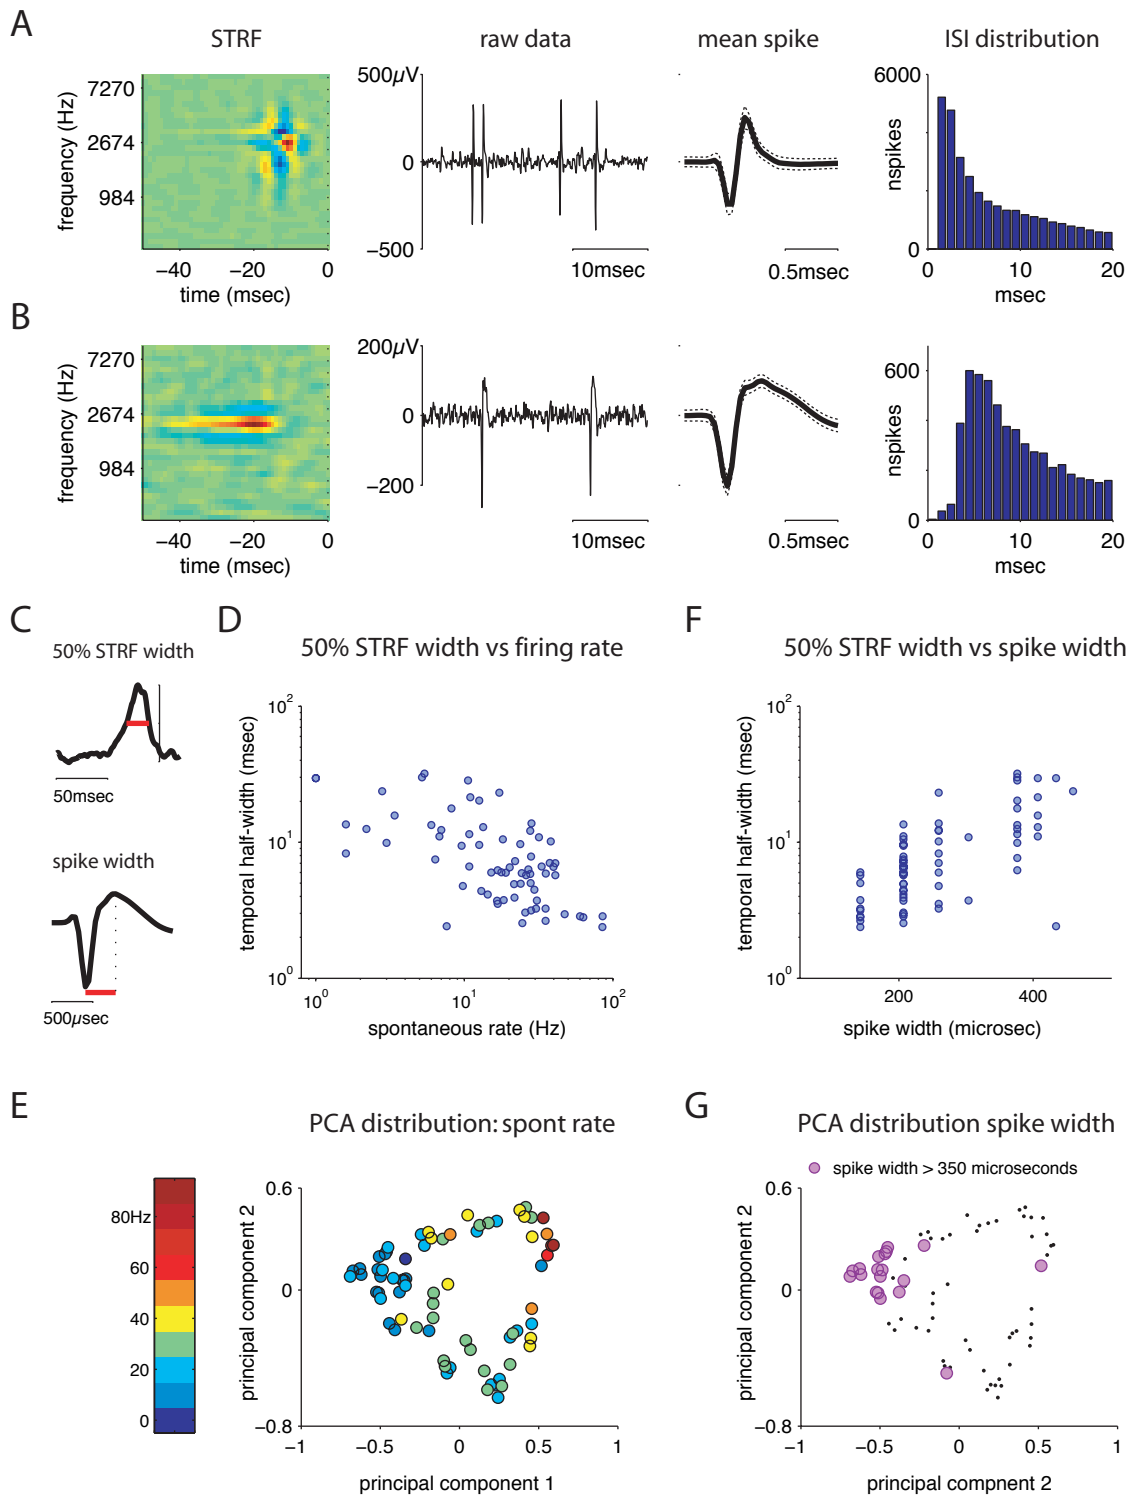 A
STRF
raw data
mean spike
ISI distribution
frequency (Hz)
7270
2674
984
−40
−20
0
time (msec)
500µV
0
−500
10msec
0.5msec
nspikes
6000
0
0
10
20
msec
B
frequency (Hz)
7270
2674
984
−40
−20
0
time (msec)
200µV
0
−200
10msec
0.5msec
nspikes
600
0
0
10
20
msec
C
50% STRF width
50msec
spike width
500µsec
D
50% STRF width vs firing rate
temporal half-width (msec)
10²
10¹
10⁰
10⁰
10¹
10²
spontaneous rate (Hz)
F
50% STRF width vs spike width
temporal half-width (msec)
10²
10¹
10⁰
200
400
spike width (microsec)
E
PCA distribution: spont rate
80Hz
60
40
20
0
principal component 2
0.6
0
−0.8
−1
−0.5
0
0.5
1
principal component 1
G
PCA distribution spike width
spike width > 350 microseconds
principal component 2
0.6
0
−0.8
−1
−0.5
0
0.5
1
principal compnent 2